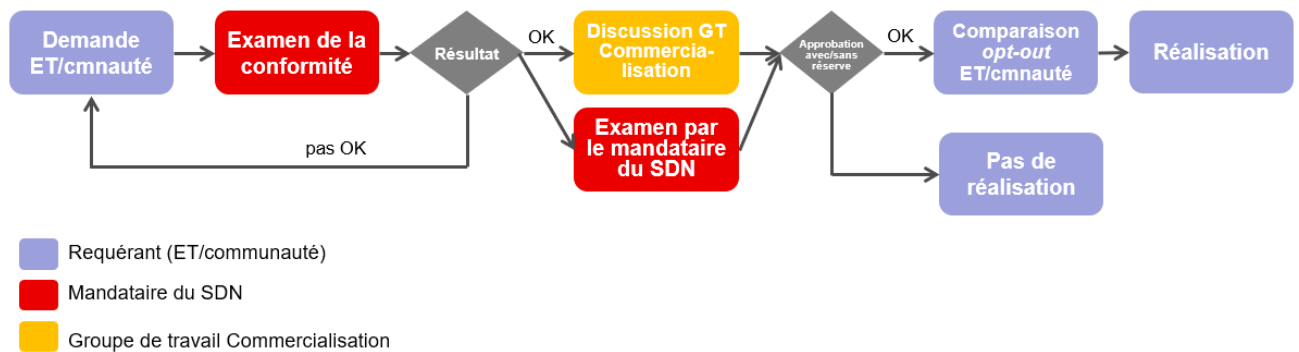 Demande
ET/cmnauté
Examen de la
conformité
Résultat
OK
Discussion GT
Commercia-
lisation
Examen par
le mandataire
du SDN
Approbation
avec/sans
réserve
OK
Comparaison
opt-out
ET/cmnauté
Réalisation
pas OK
Pas de
réalisation
Requérant (ET/communauté)
Mandataire du SDN
Groupe de travail Commercialisation